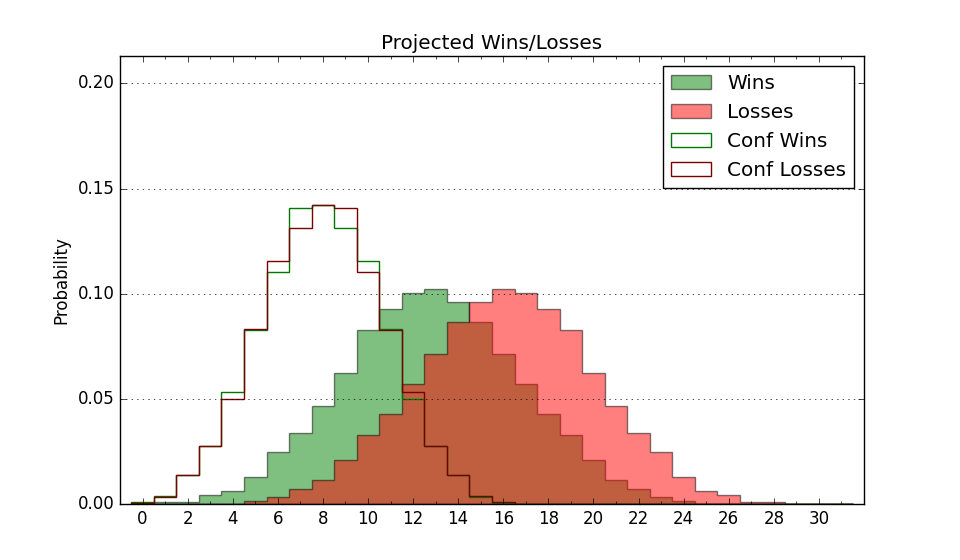 Projected Wins/Losses
Probability
0.20
0.15
0.10
0.05
0.00
Wins
Losses
Conf Wins
Conf Losses
0 2 4 6 8 10 12 14 16 18 20 22 24 26 28 30